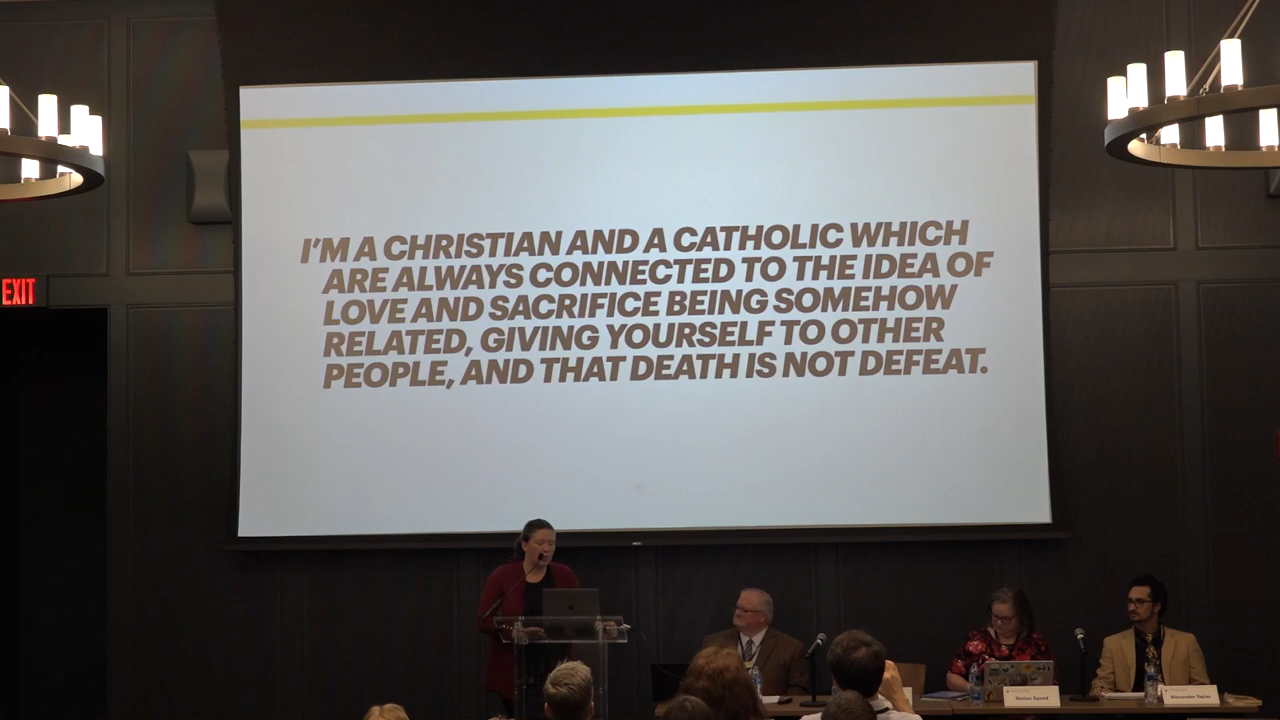 I'M A CHRISTIAN AND A CATHOLIC WHICH
ARE ALWAYS CONNECTED TO THE IDEA OF
LOVE AND SACRIFICE BEING SOMEHOW
RELATED, GIVING YOURSELF TO OTHER
PEOPLE, AND THAT DEATH IS NOT DEFEAT.
EXIT
Alexander Taylor